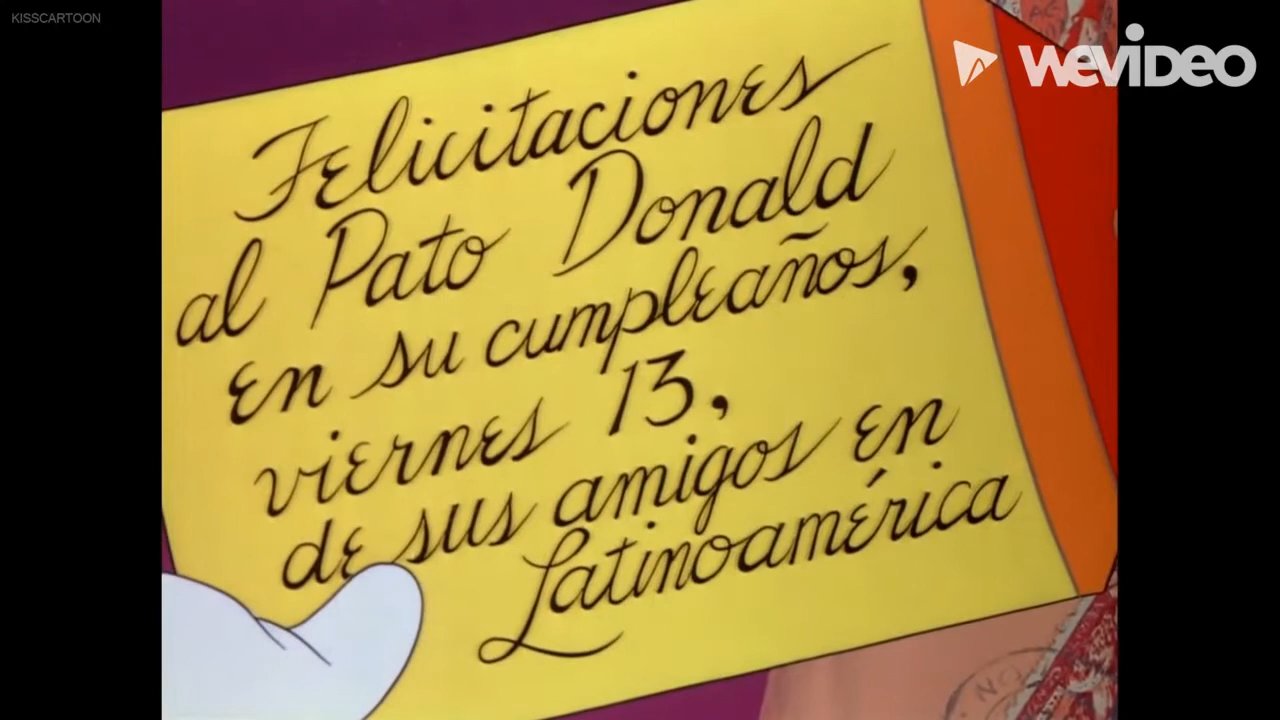 KISSCARTOON
WEVIDEO
Felicitaciones
al Pato Donald
en su cumpleaños,
viernes 13,
de sus amigos en
Latinoamérica